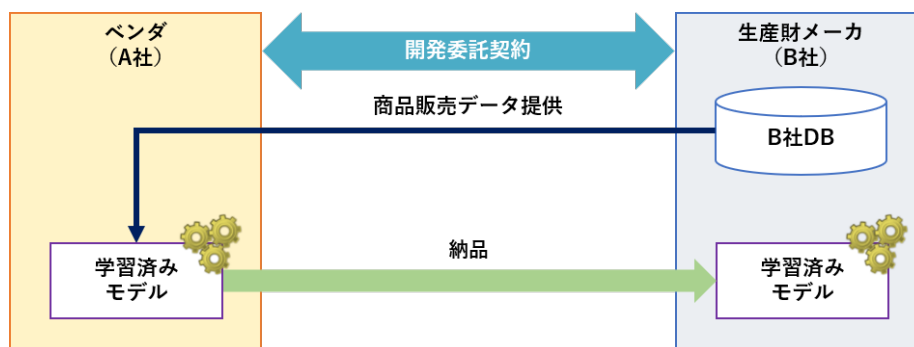 ベンダ
（A社）
開発委託契約
生産財メーカ
（B社）
商品販売データ提供
B社DB
学習済み
モデル
納品
学習済み
モデル